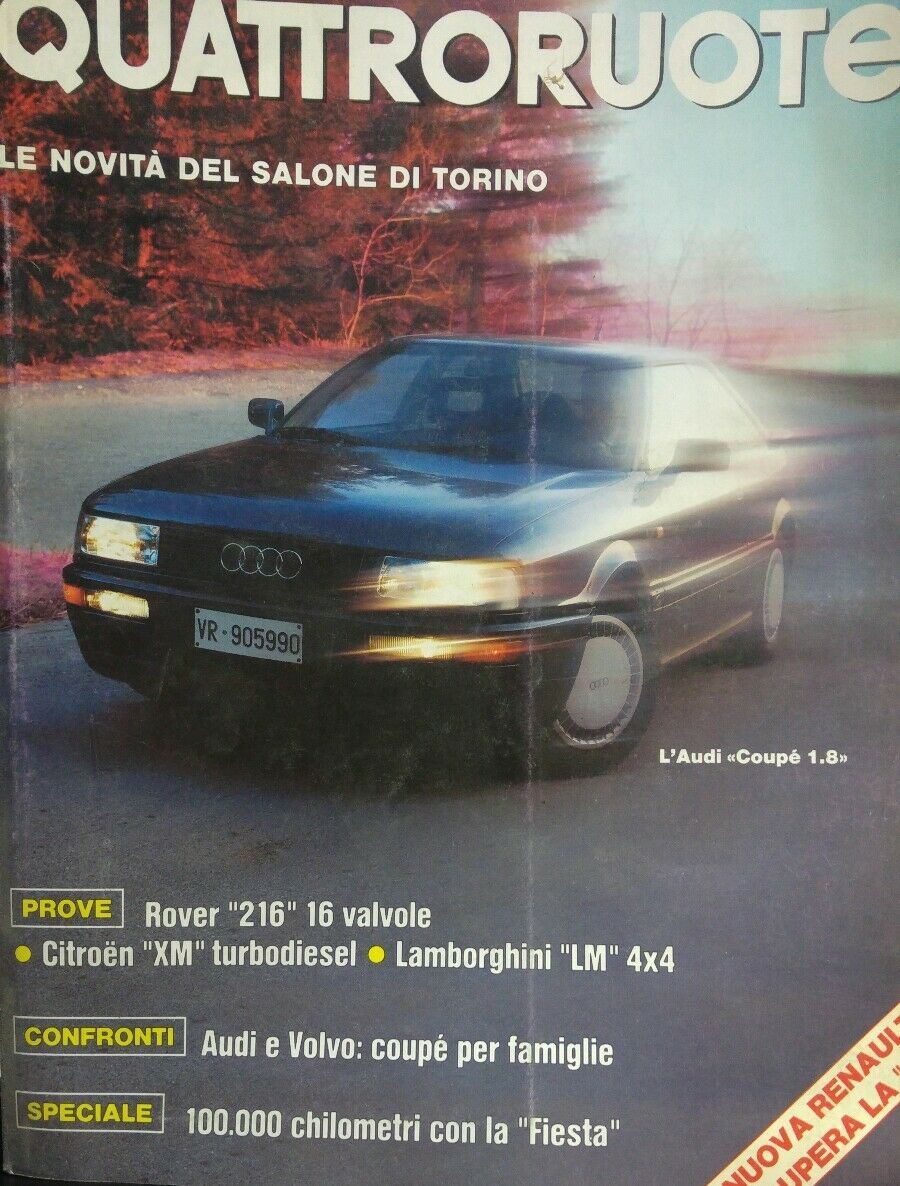 QUATTRORUOTE
LE NOVITÀ DEL SALONE DI TORINO
VR·905990
L'Audi «Coupé 1.8»
PROVE Rover "216" 16 valvole
● Citroën "XM" turbodiesel ● Lamborghini "LM" 4x4
CONFRONTI Audi e Volvo: coupé per famiglie
SPECIALE 100.000 chilometri con la "Fiesta"
NUOVA RENAULT
UPERA LA "